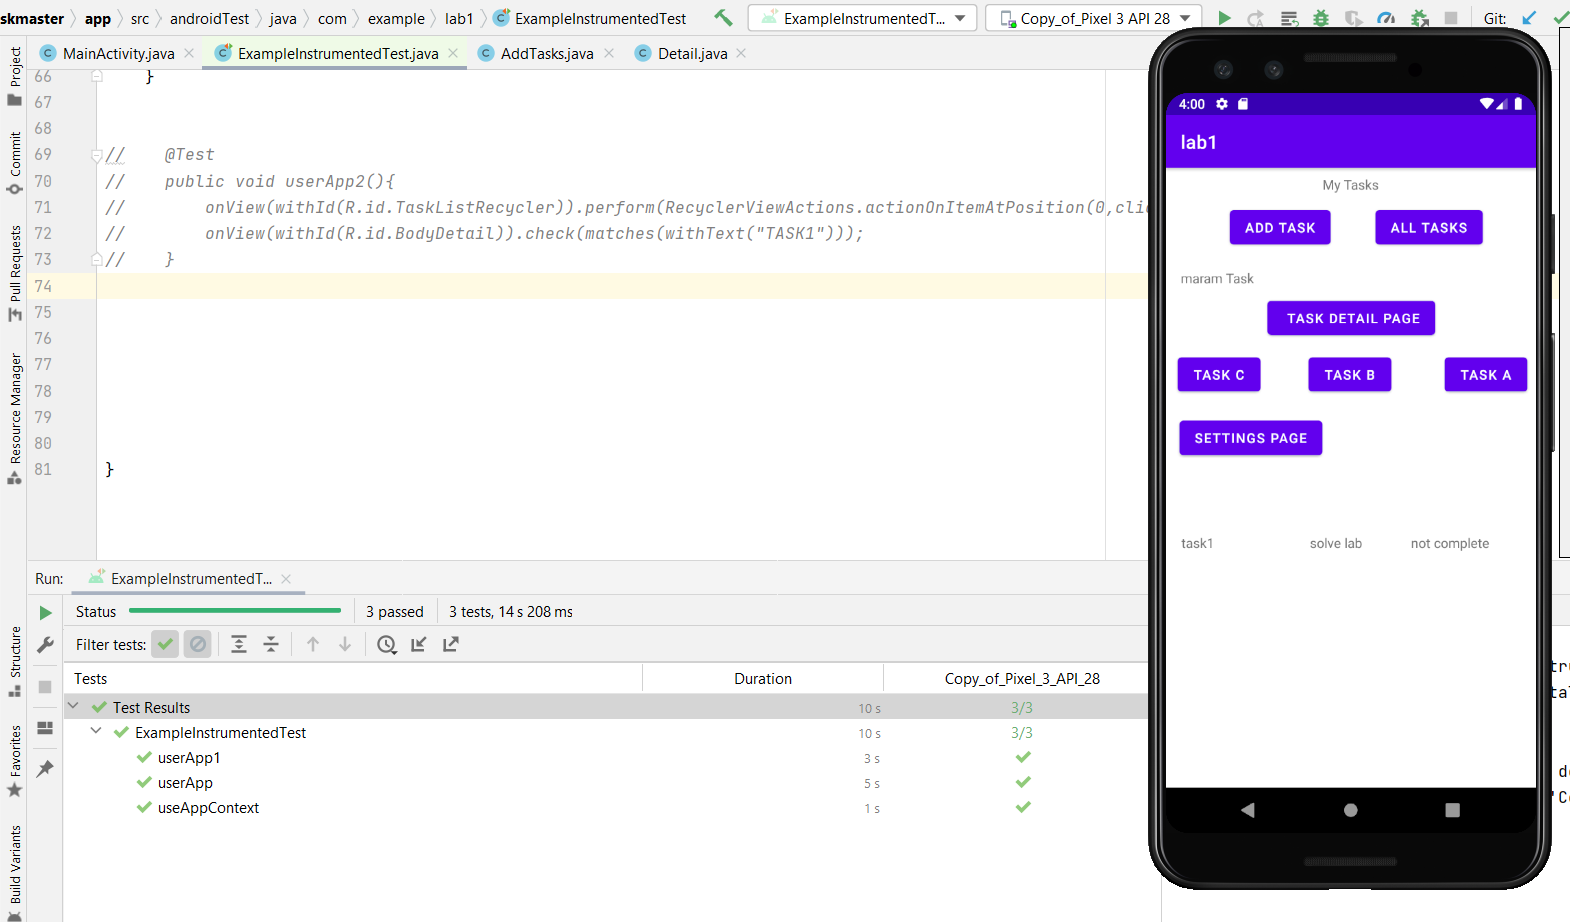 skmaster app src androidTest java com example lab1 ExampleInstrumentedTest
ExampleInstrumentedT... Copy_of_Pixel 3 API 28 Git:
MainActivity.java ExampleInstrumentedTest.java AddTasks.java Detail.java
66 }
67
68
69 // @Test
70 // public void userApp2(){
71 // onView(withId(R.id.TaskListRecycler)).perform(RecyclerViewActions.actionOnItemAtPosition(0,clic
72 // onView(withId(R.id.BodyDetail)).check(matches(withText("TASK1")));
73 // }
74
75
76
77
78
79
80
81 }
Project
Commit
Pull Requests
Resource Manager
Structure
Favorites
Build Variants
Run: ExampleInstrumentedT...
Status 3 passed 3 tests, 14 s 208 ms
Filter tests:
Tests Duration Copy_of_Pixel_3_API_28
Test Results 10 s 3/3
ExampleInstrumentedTest 10 s 3/3
userApp1 3 s
userApp 5 s
useAppContext 1 s
4:00
lab1
My Tasks
ADD TASK ALL TASKS
maram Task
TASK DETAIL PAGE
TASK C TASK B TASK A
SETTINGS PAGE
task1 solve lab not complete